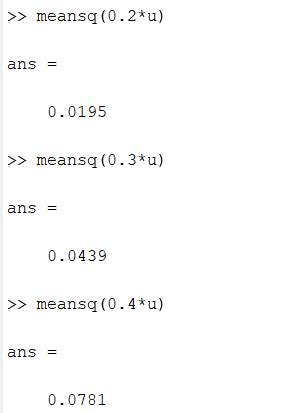 >> meansq(0.2*u)
ans =
0.0195
>> meansq(0.3*u)
ans =
0.0439
>> meansq(0.4*u)
ans =
0.0781